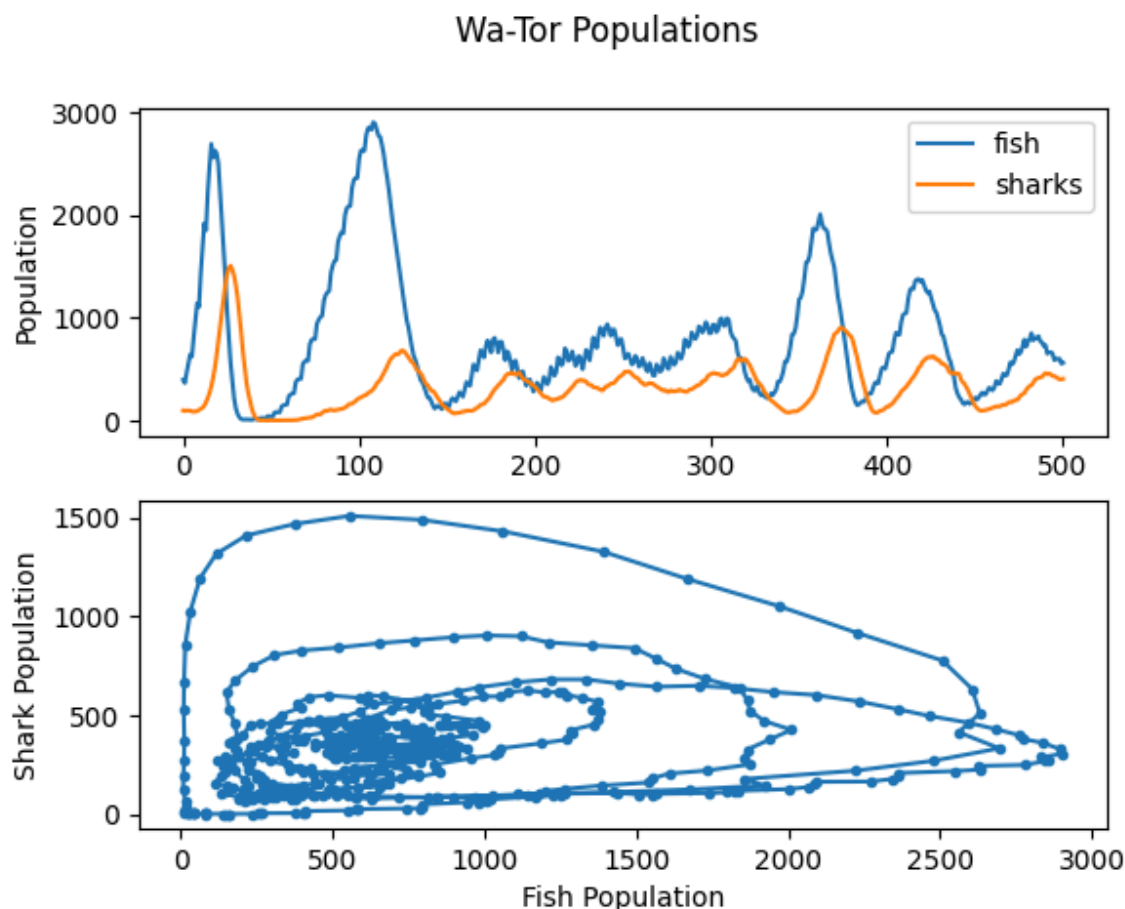 Wa-Tor Populations
3000
2000
1000
0
Population
fish
sharks
0 100 200 300 400 500
1500
1000
500
0
Shark Population
0 500 1000 1500 2000 2500 3000
Fish Population